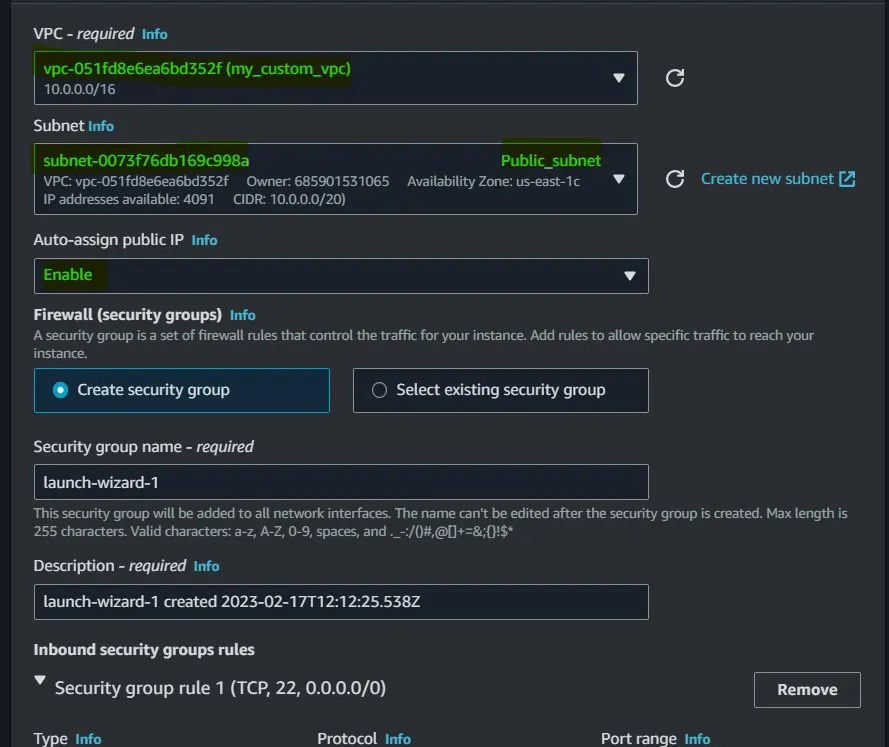 VPC - required Info
vpc-051fd8e6ea6bd352f (my_custom_vpc)
10.0.0.0/16
Subnet Info
subnet-0073f76db169c998a Public_subnet
VPC: vpc-051fd8e6ea6bd352f Owner: 685901531065 Availability Zone: us-east-1c
IP addresses available: 4091 CIDR: 10.0.0.0/20)
Create new subnet
Auto-assign public IP Info
Enable
Firewall (security groups) Info
A security group is a set of firewall rules that control the traffic for your instance. Add rules to allow specific traffic to reach your
instance.
Create security group
Select existing security group
Security group name - required
launch-wizard-1
This security group will be added to all network interfaces. The name can't be edited after the security group is created. Max length is
255 characters. Valid characters: a-z, A-Z, 0-9, spaces, and ._-:/()#,@[]+=&;{}!$*
Description - required Info
launch-wizard-1 created 2023-02-17T12:12:25.538Z
Inbound security groups rules
Security group rule 1 (TCP, 22, 0.0.0.0/0)
Remove
Type Info Protocol Info Port range Info